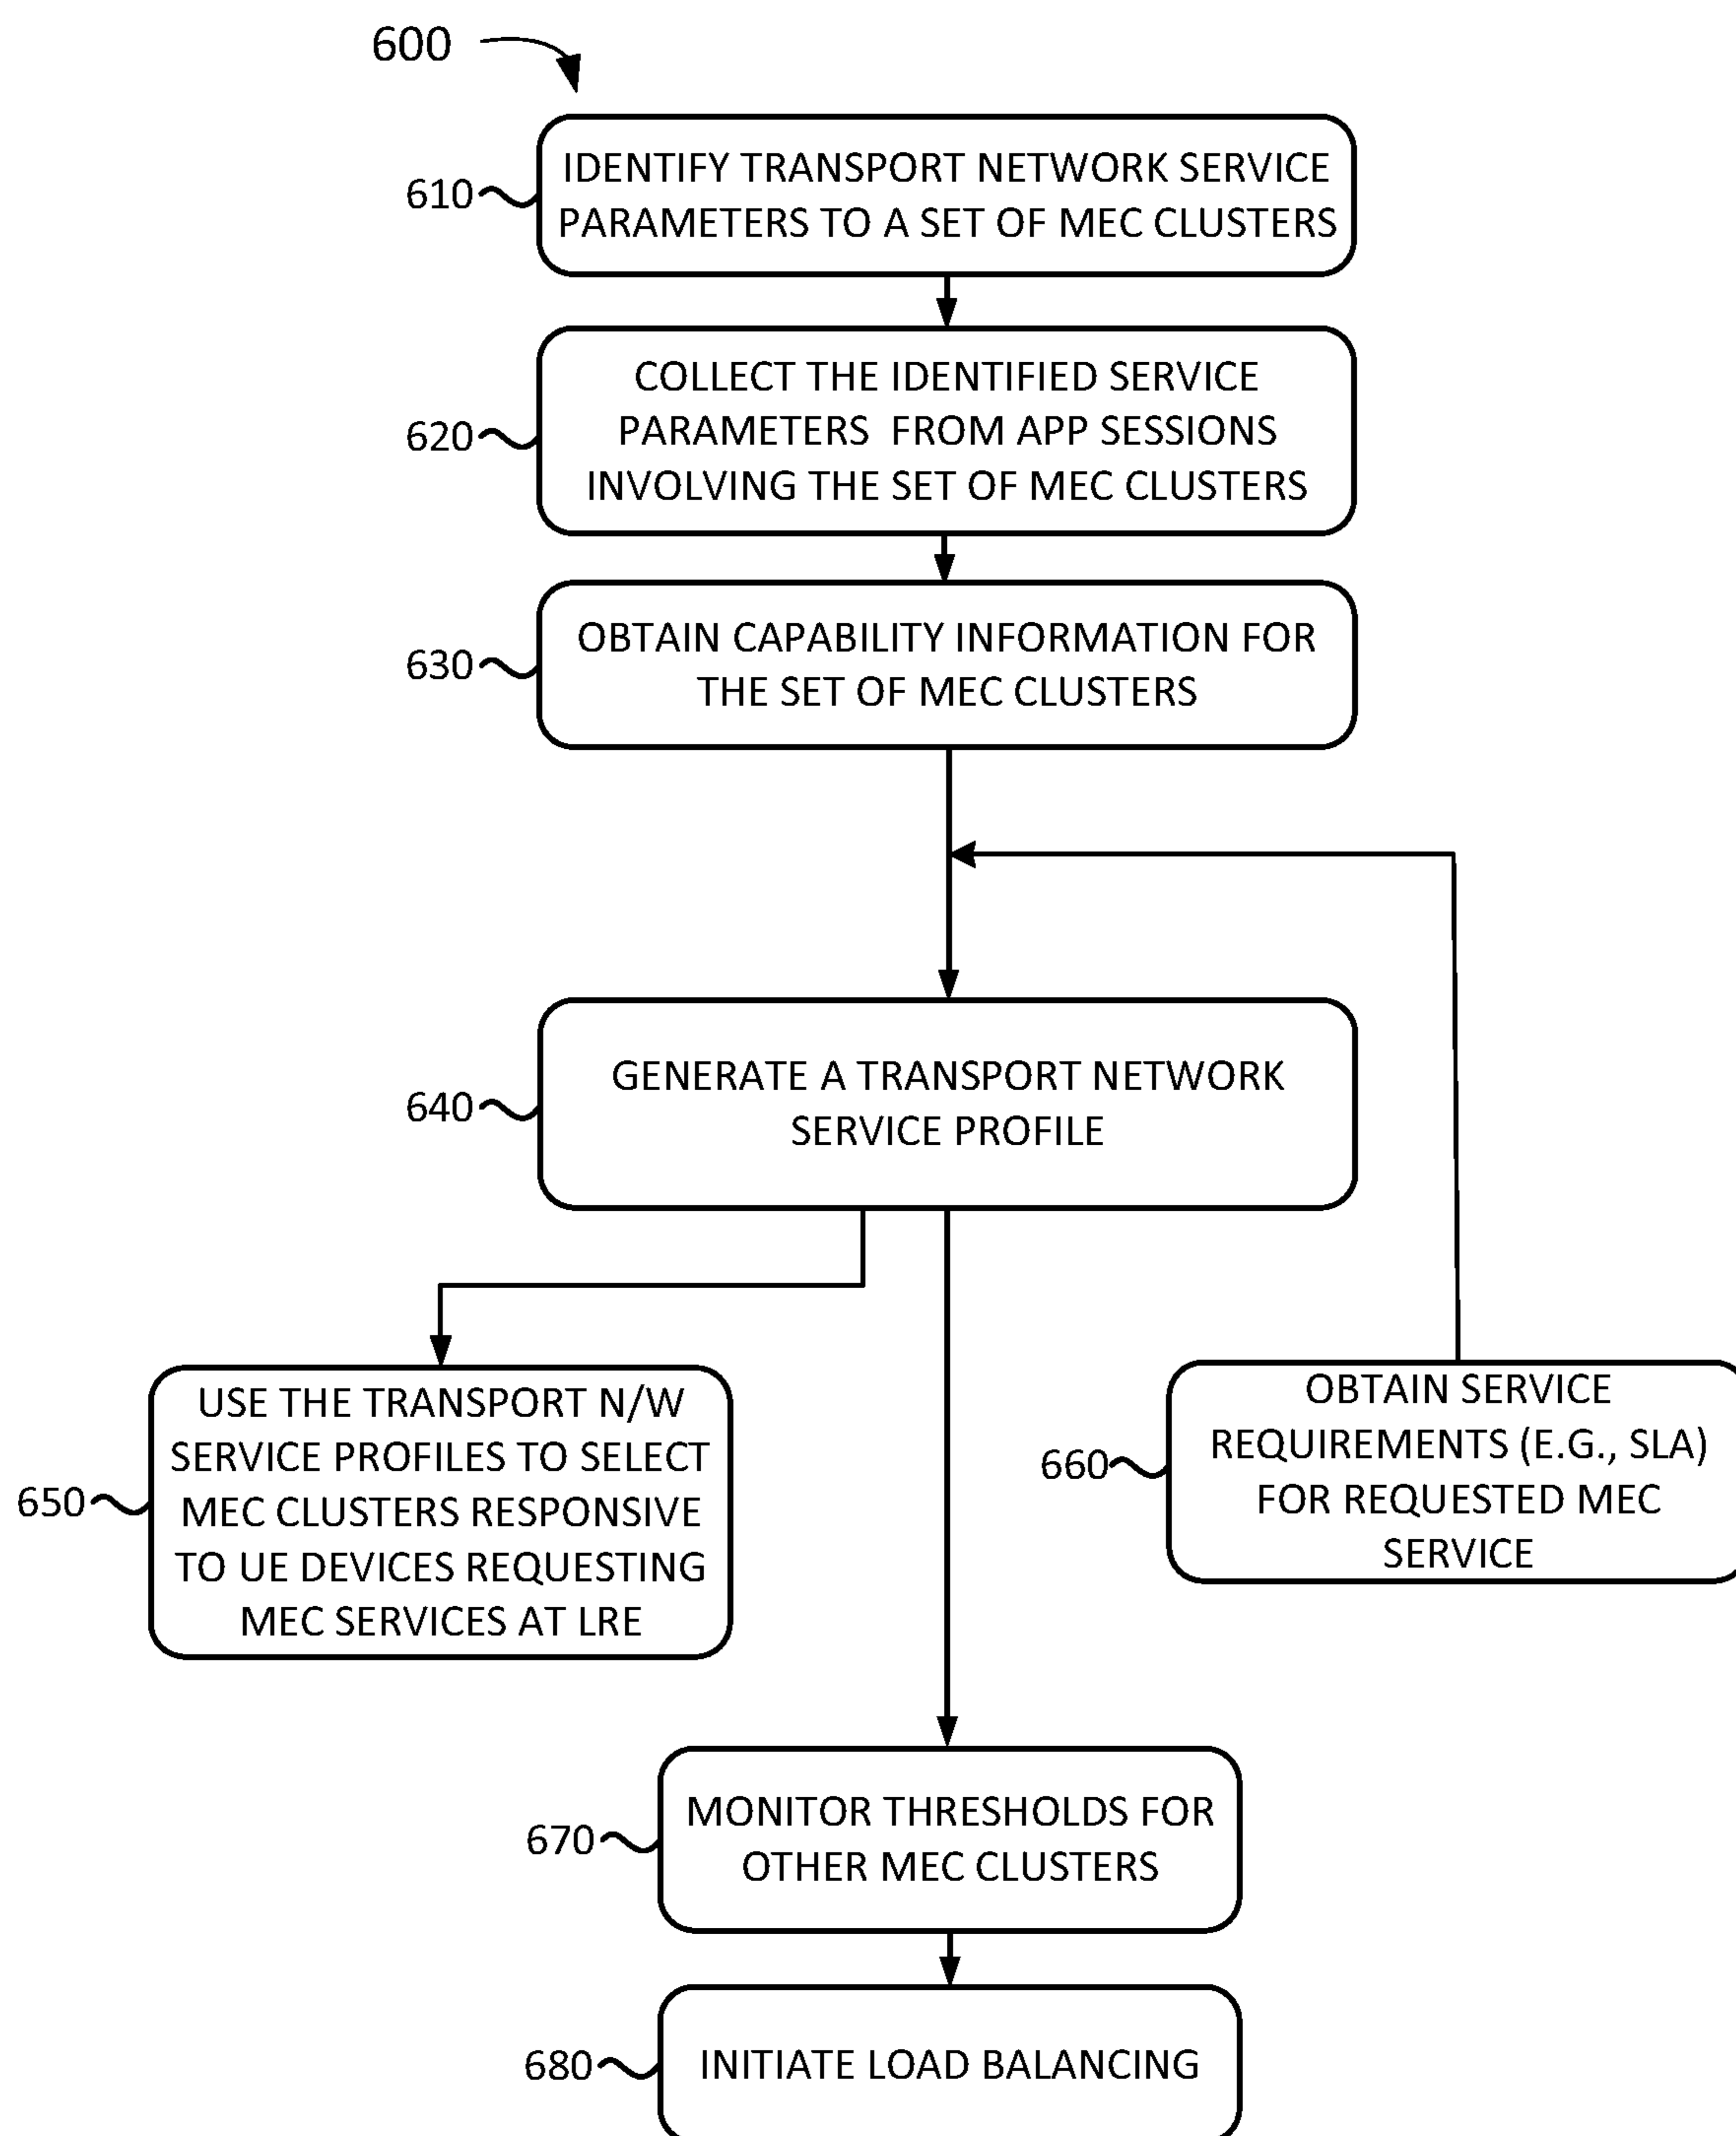 600
610
IDENTIFY TRANSPORT NETWORK SERVICE
PARAMETERS TO A SET OF MEC CLUSTERS
620
COLLECT THE IDENTIFIED SERVICE
PARAMETERS FROM APP SESSIONS
INVOLVING THE SET OF MEC CLUSTERS
630
OBTAIN CAPABILITY INFORMATION FOR
THE SET OF MEC CLUSTERS
640
GENERATE A TRANSPORT NETWORK
SERVICE PROFILE
650
USE THE TRANSPORT N/W
SERVICE PROFILES TO SELECT
MEC CLUSTERS RESPONSIVE
TO UE DEVICES REQUESTING
MEC SERVICES AT LRE
660
OBTAIN SERVICE
REQUIREMENTS (E.G., SLA)
FOR REQUESTED MEC
SERVICE
670
MONITOR THRESHOLDS FOR
OTHER MEC CLUSTERS
680
INITIATE LOAD BALANCING